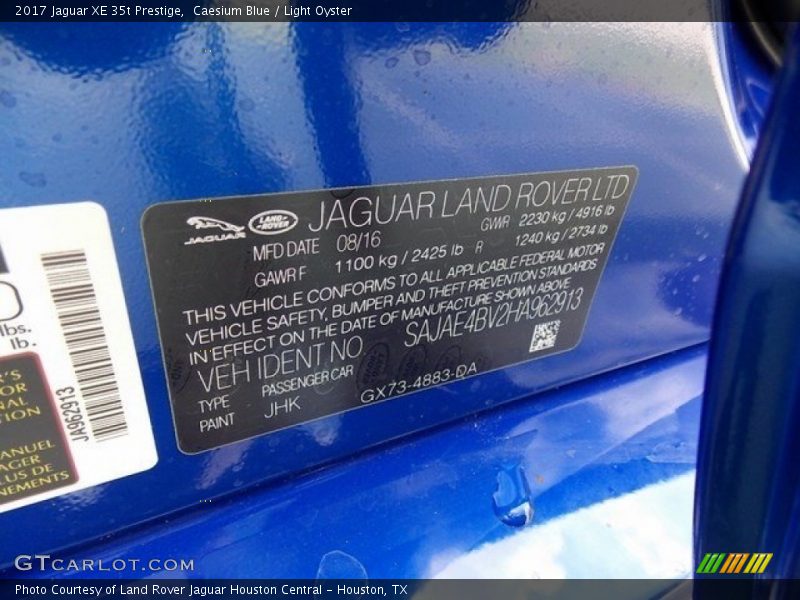 2017 Jaguar XE 35t Prestige,  Caesium Blue / Light Oyster
JAGUAR
LAND ROVER
JAGUAR LAND ROVER LTD
MFD DATE 08/16 GWR 2230 kg / 4916 lb
GAWR F 1100 kg / 2425 lb R 1240 kg / 2734 lb
THIS VEHICLE CONFORMS TO ALL APPLICABLE FEDERAL MOTOR
VEHICLE SAFETY, BUMPER AND THEFT PREVENTION STANDARDS
IN EFFECT ON THE DATE OF MANUFACTURE SHOWN ABOVE
VEH IDENT NO SAJAE4BV2HA962913
TYPE PASSENGER CAR
PAINT JHK GX73-4883-DA
lbs.
lb.
JA962913
GTCARLOT.COM
Photo Courtesy of Land Rover Jaguar Houston Central - Houston, TX